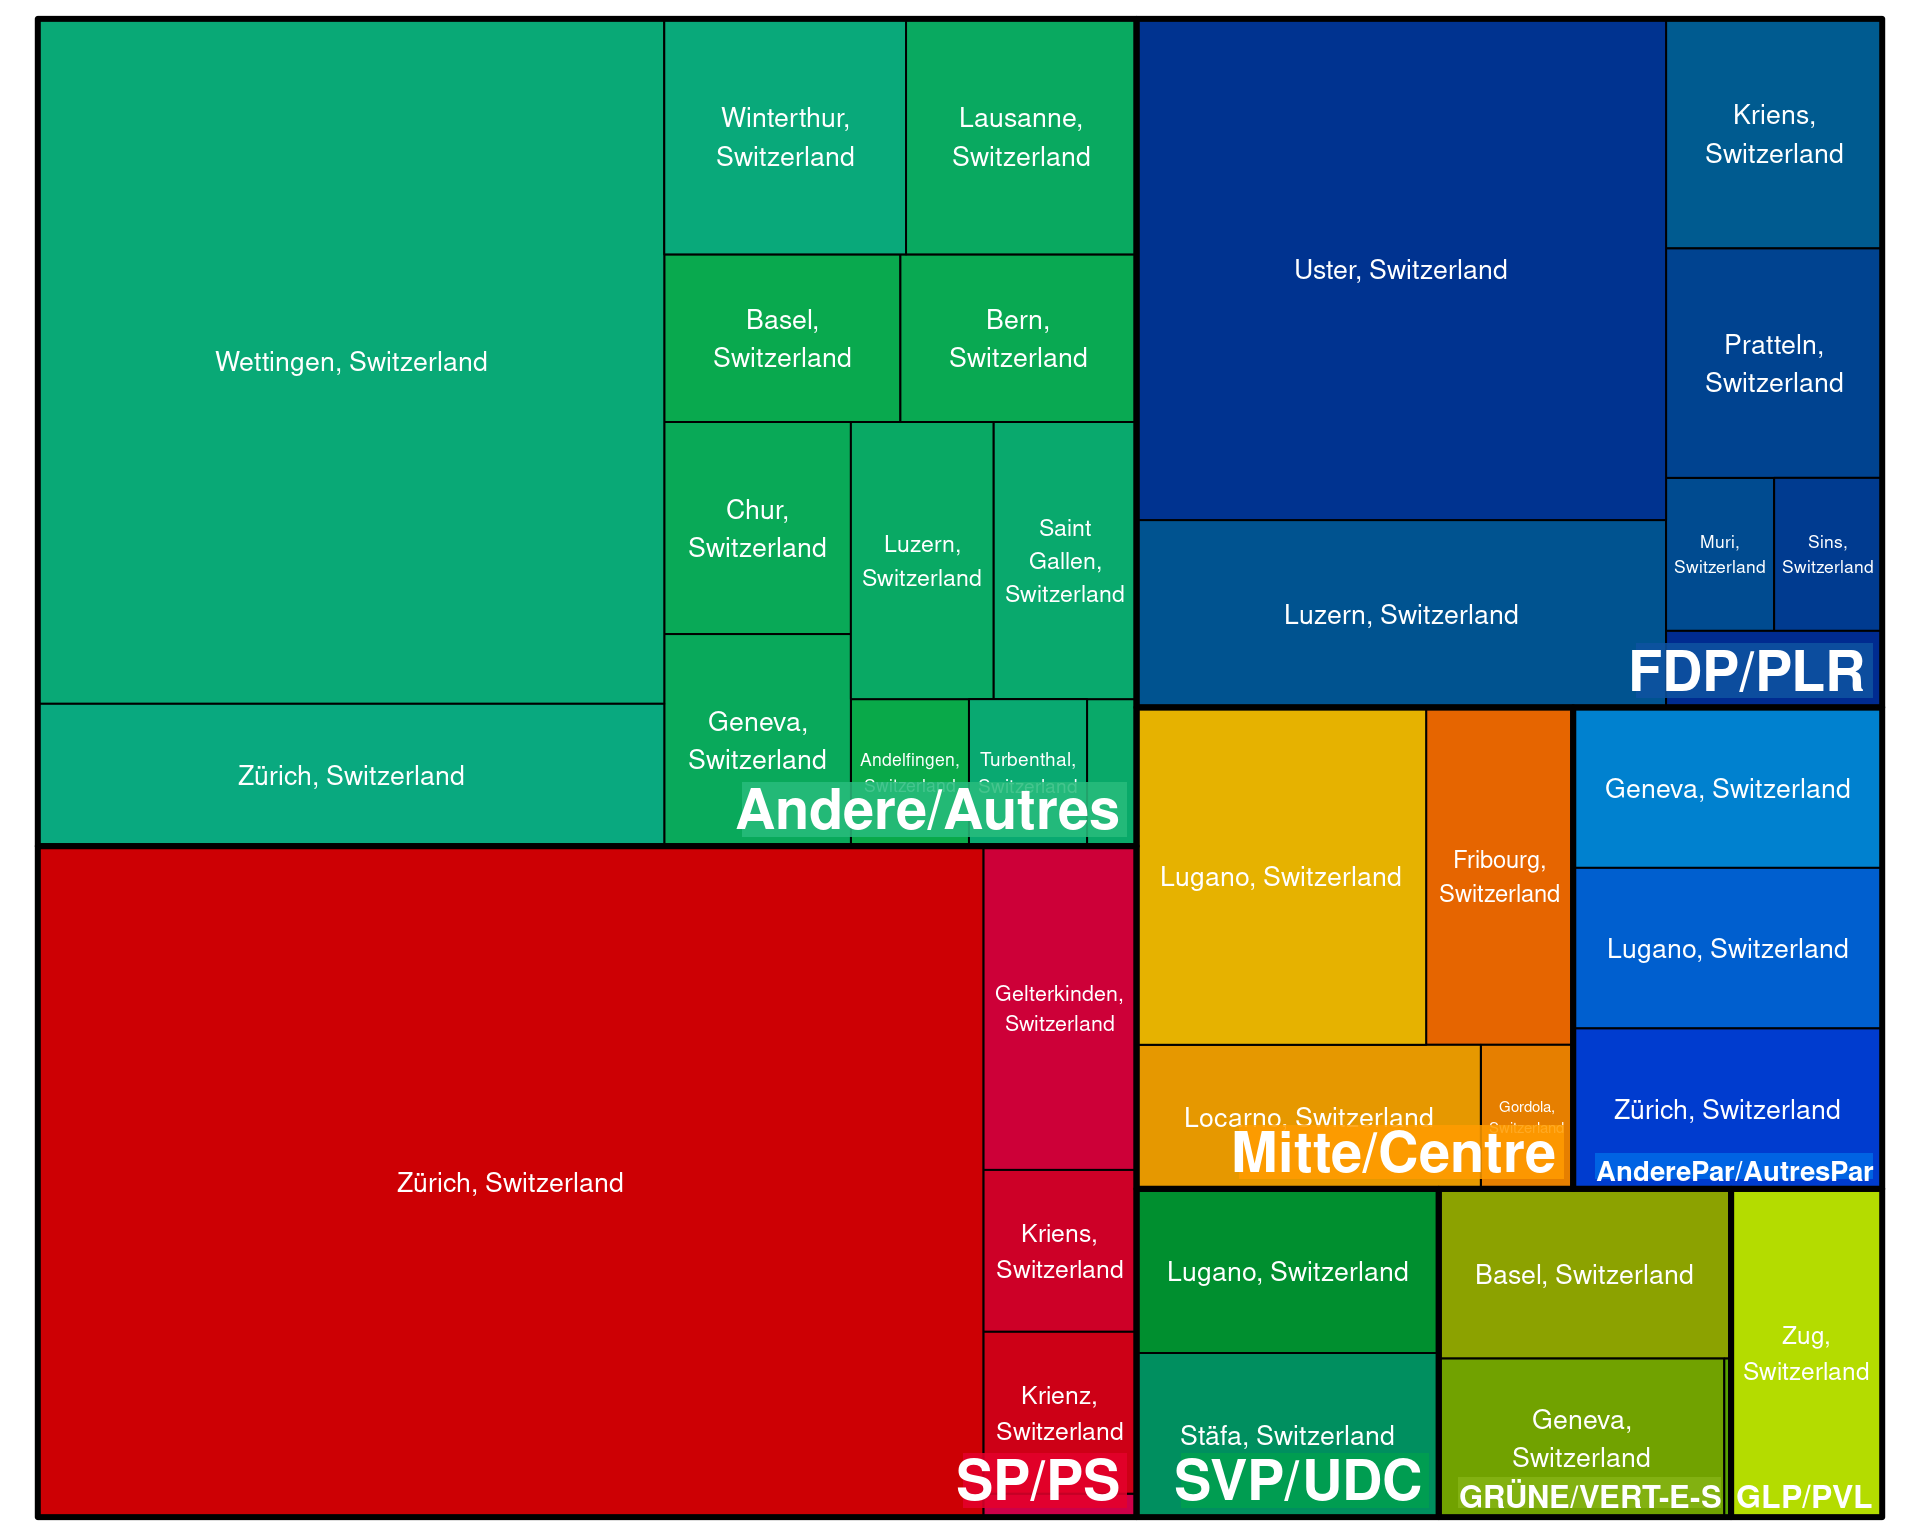 Wettingen, Switzerland
Zürich, Switzerland
Winterthur,
Switzerland
Lausanne,
Switzerland
Basel,
Switzerland
Bern,
Switzerland
Chur,
Switzerland
Luzern,
Switzerland
Saint
Gallen,
Switzerland
Geneva,
Switzerland
Andelfingen,
Switzerland
Turbenthal,
Switzerland
Andere/Autres
Uster, Switzerland
Luzern, Switzerland
Kriens,
Switzerland
Pratteln,
Switzerland
Muri,
Switzerland
Sins,
Switzerland
FDP/PLR
Zürich, Switzerland
Gelterkinden,
Switzerland
Kriens,
Switzerland
Krienz,
Switzerland
SP/PS
Lugano, Switzerland
Fribourg,
Switzerland
Locarno, Switzerland
Gordola,
Switzerland
Mitte/Centre
Geneva, Switzerland
Lugano, Switzerland
Zürich, Switzerland
AnderePar/AutresPar
Lugano, Switzerland
Stäfa, Switzerland
SVP/UDC
Basel, Switzerland
Geneva,
Switzerland
GRÜNE/VERT-E-S
Zug,
Switzerland
GLP/PVL